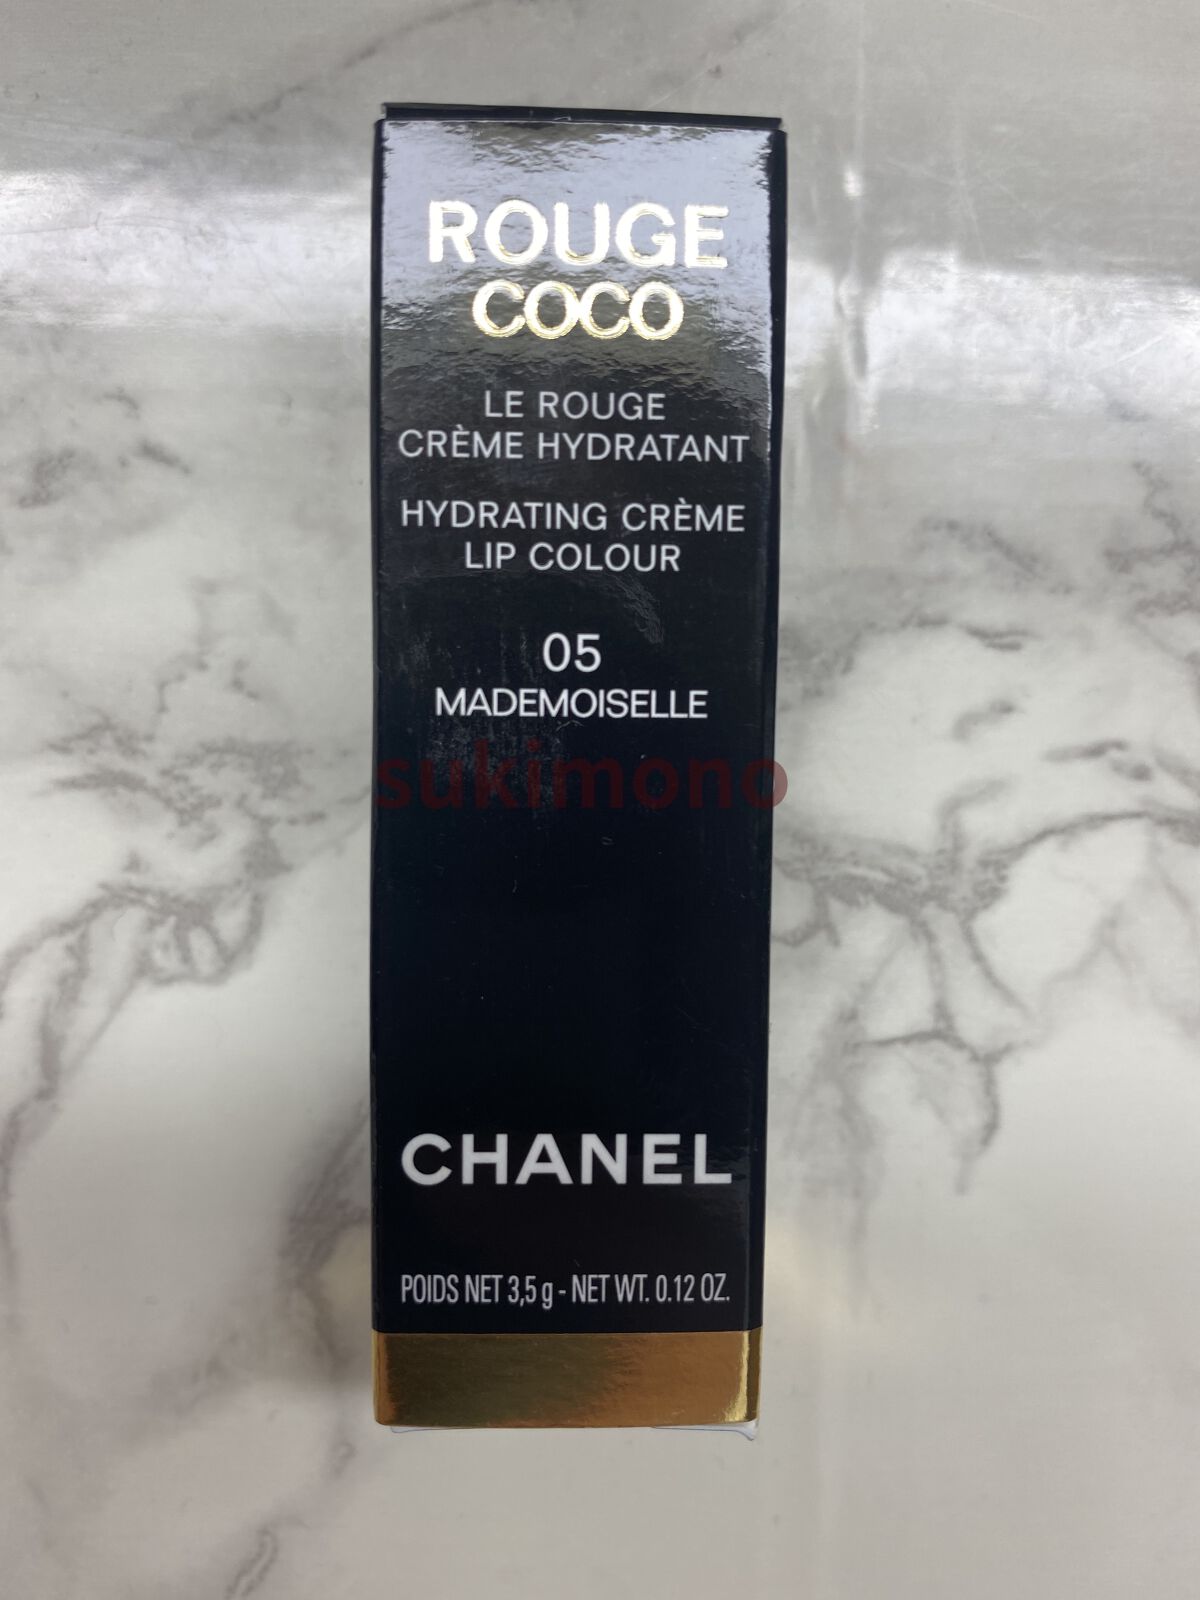 ROUGE
COCO
LE ROUGE
CRÈME HYDRATANT
HYDRATING CRÈME
LIP COLOUR
05
MADEMOISELLE
sukimono
CHANEL
POIDS NET 3,5 g - NET WT. 0.12 OZ.